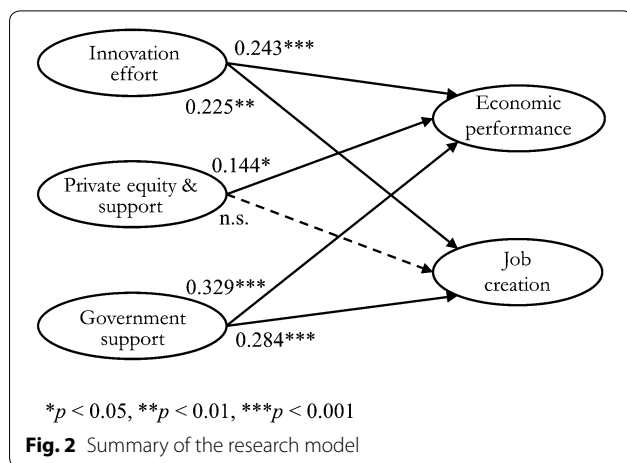 Innovation
effort
0.243***
0.225**
Economic
performance
Private equity &
support
0.144*
n.s.
Job
creation
Government
support
0.329***
0.284***
*p < 0.05, **p < 0.01, ***p < 0.001
Fig. 2 Summary of the research model